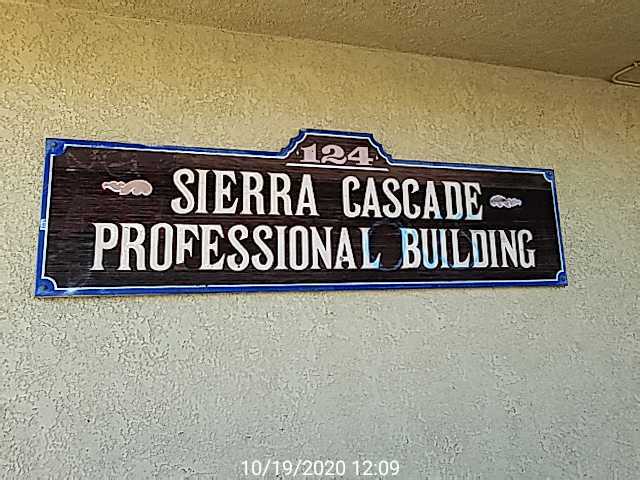 124
SIERRA CASCADE
PROFESSIONAL BUILDING
10/19/2020 12:09